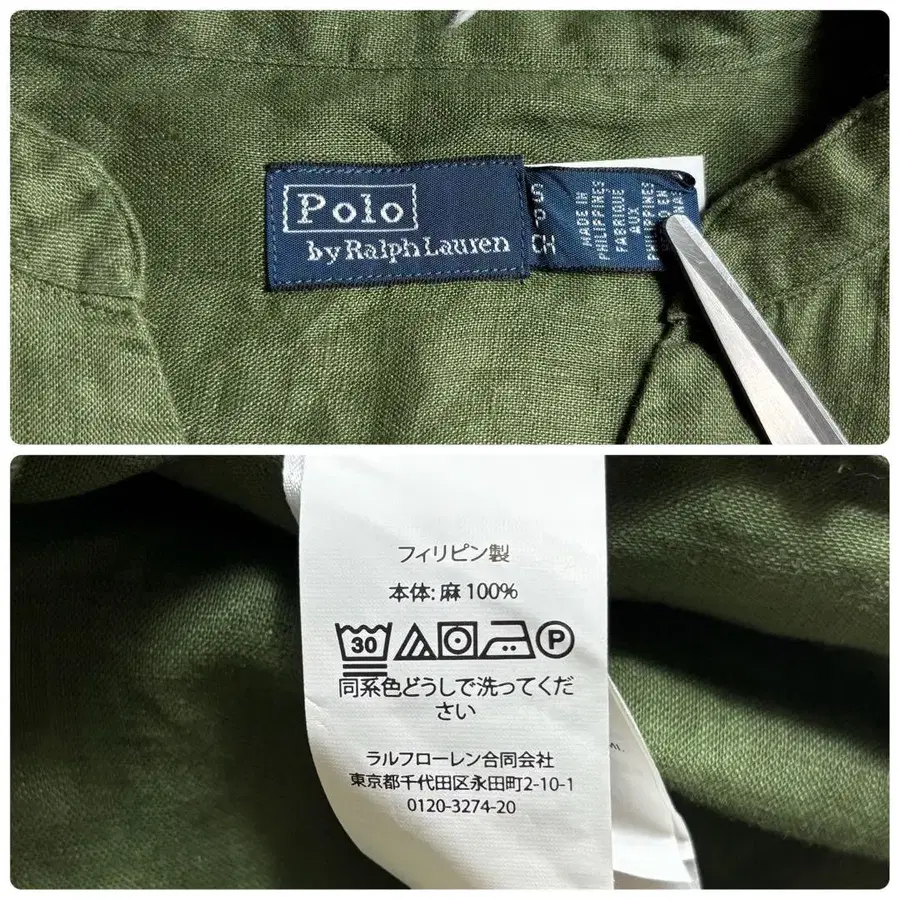 Polo
by Ralph Lauren
S
P
CH
MADE IN
PHILIPPINES
FABRIQUE
AUX
PHILIPPINES
フィリピン製
本体: 麻 100%
30
P
同系色どうしで洗ってくだ
さい
ラルフローレン合同会社
東京都千代田区永田町2-10-1
0120-3274-20